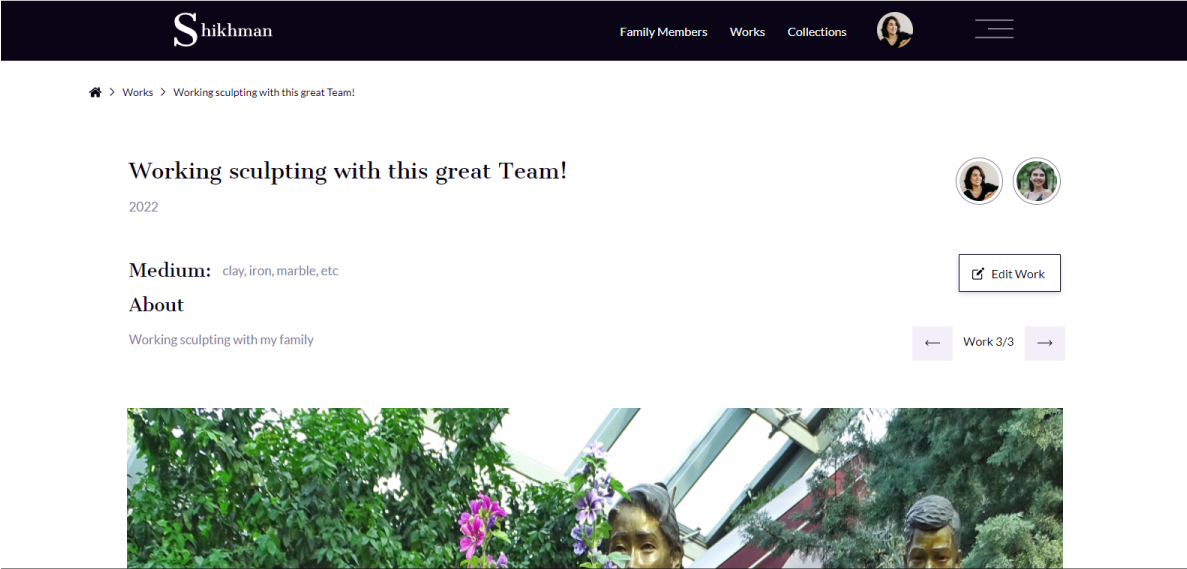 Shikhman
Family Members Works Collections
Works Working sculpting with this great Team!
Working sculpting with this great Team!
2022
Medium: clay, iron, marble, etc
Edit Work
About
Working sculpting with my family
Work 3/3